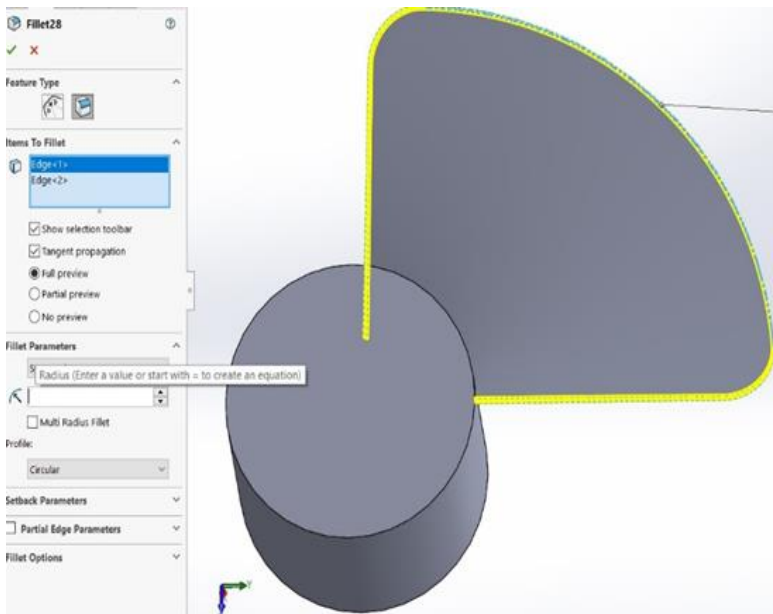 Fillet28
Feature Type
Items To Fillet
Edge<1>
Edge<2>
Show selection toolbar
Tangent propagation
Full preview
Partial preview
No preview
Fillet Parameters
Radius (Enter a value or start with = to create an equation)
Multi Radius Fillet
Profile:
Circular
Setback Parameters
Partial Edge Parameters
Fillet Options
Y